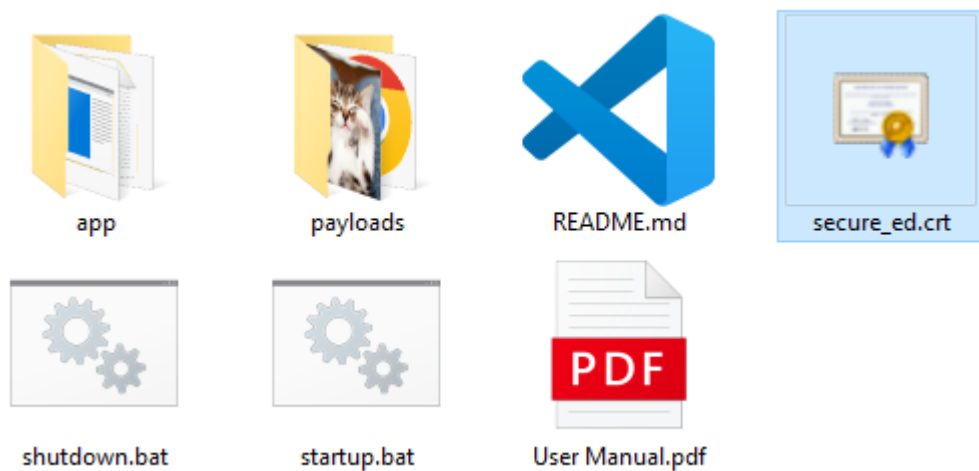 app
payloads
README.md
secure_ed.crt
shutdown.bat
startup.bat
PDF
User Manual.pdf